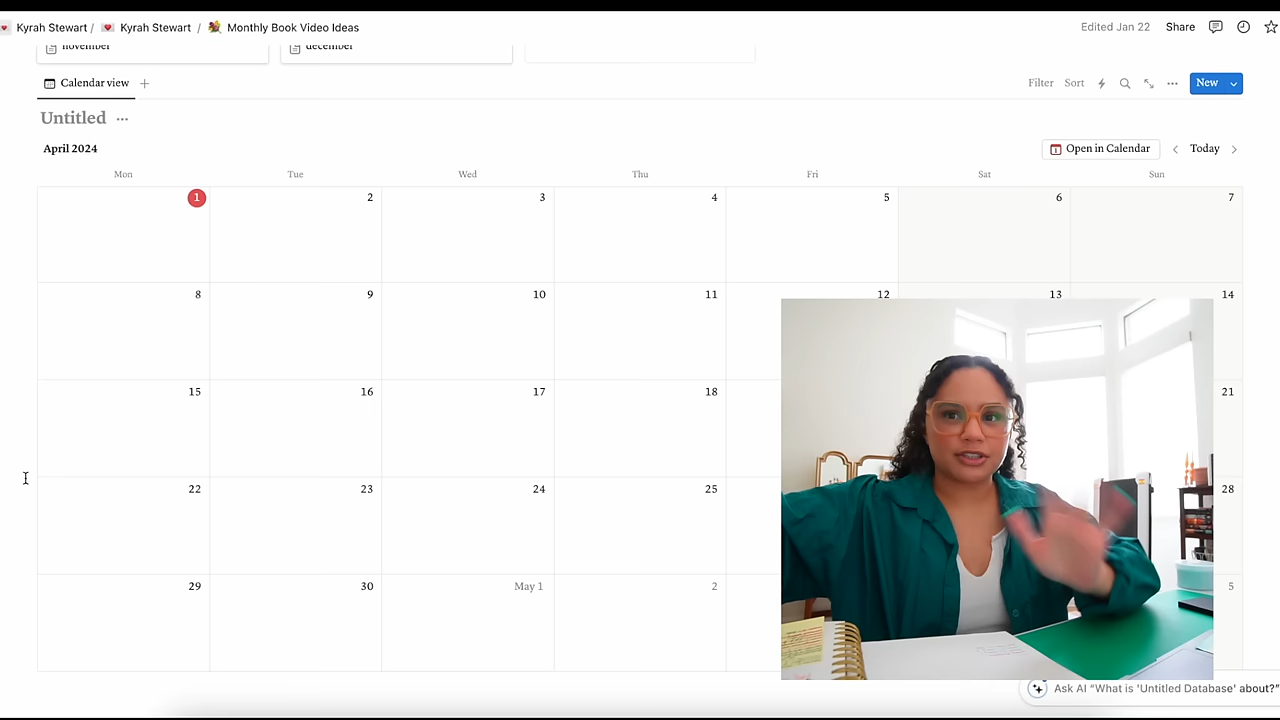 Kyrah Stewart / Kyrah Stewart / Monthly Book Video Ideas
Edited Jan 22 Share
november december
Calendar view
Filter Sort New
Untitled
April 2024
Open in Calendar Today
Mon Tue Wed Thu Fri Sat Sun
1 2 3 4 5 6 7
8 9 10 11 12 13 14
15 16 17 18 21
22 23 24 25 28
29 30 May 1 2 5
Ask AI "What is 'Untitled Database' about?"